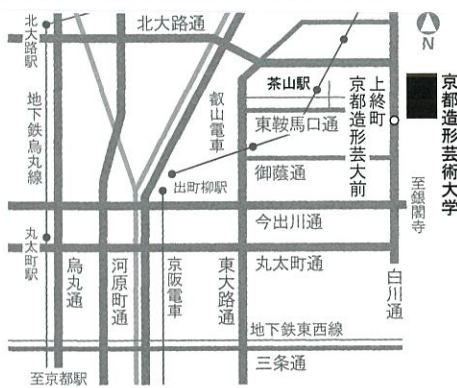 北大路通
北大路駅
N
茶山駅
上終町
京都造形芸大前
京都造形芸術大学
地下鉄烏丸線
叡山電車
東鞍馬口通
御蔭通
至銀閣寺
出町柳駅
今出川通
丸太町駅
丸太町通
烏丸通
河原町通
京阪電車
東大路通
白川通
地下鉄東西線
三条通
至京都駅